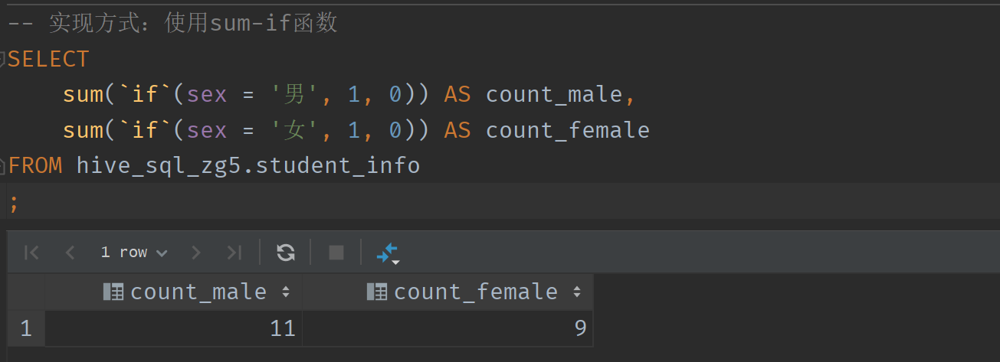 -- 实现方式：使用sum-if函数
SELECT
    sum(`if`(sex = '男', 1, 0)) AS count_male,
    sum(`if`(sex = '女', 1, 0)) AS count_female
FROM hive_sql_zg5.student_info
;
1 row
count_male count_female
1 11 9